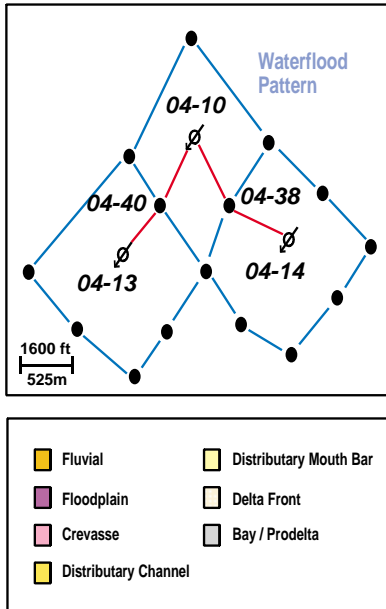 Waterflood
Pattern
04-10
04-40
04-38
04-13
04-14
1600 ft
525m
Fluvial
Distributary Mouth Bar
Floodplain
Delta Front
Crevasse
Bay / Prodelta
Distributary Channel